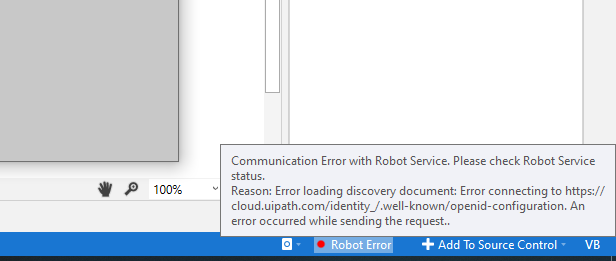 Communication Error with Robot Service. Please check Robot Service
status.
Reason: Error loading discovery document: Error connecting to https://
cloud.uipath.com/identity_/.well-known/openid-configuration. An
error occurred while sending the request..
100%
Robot Error
Add To Source Control
VB